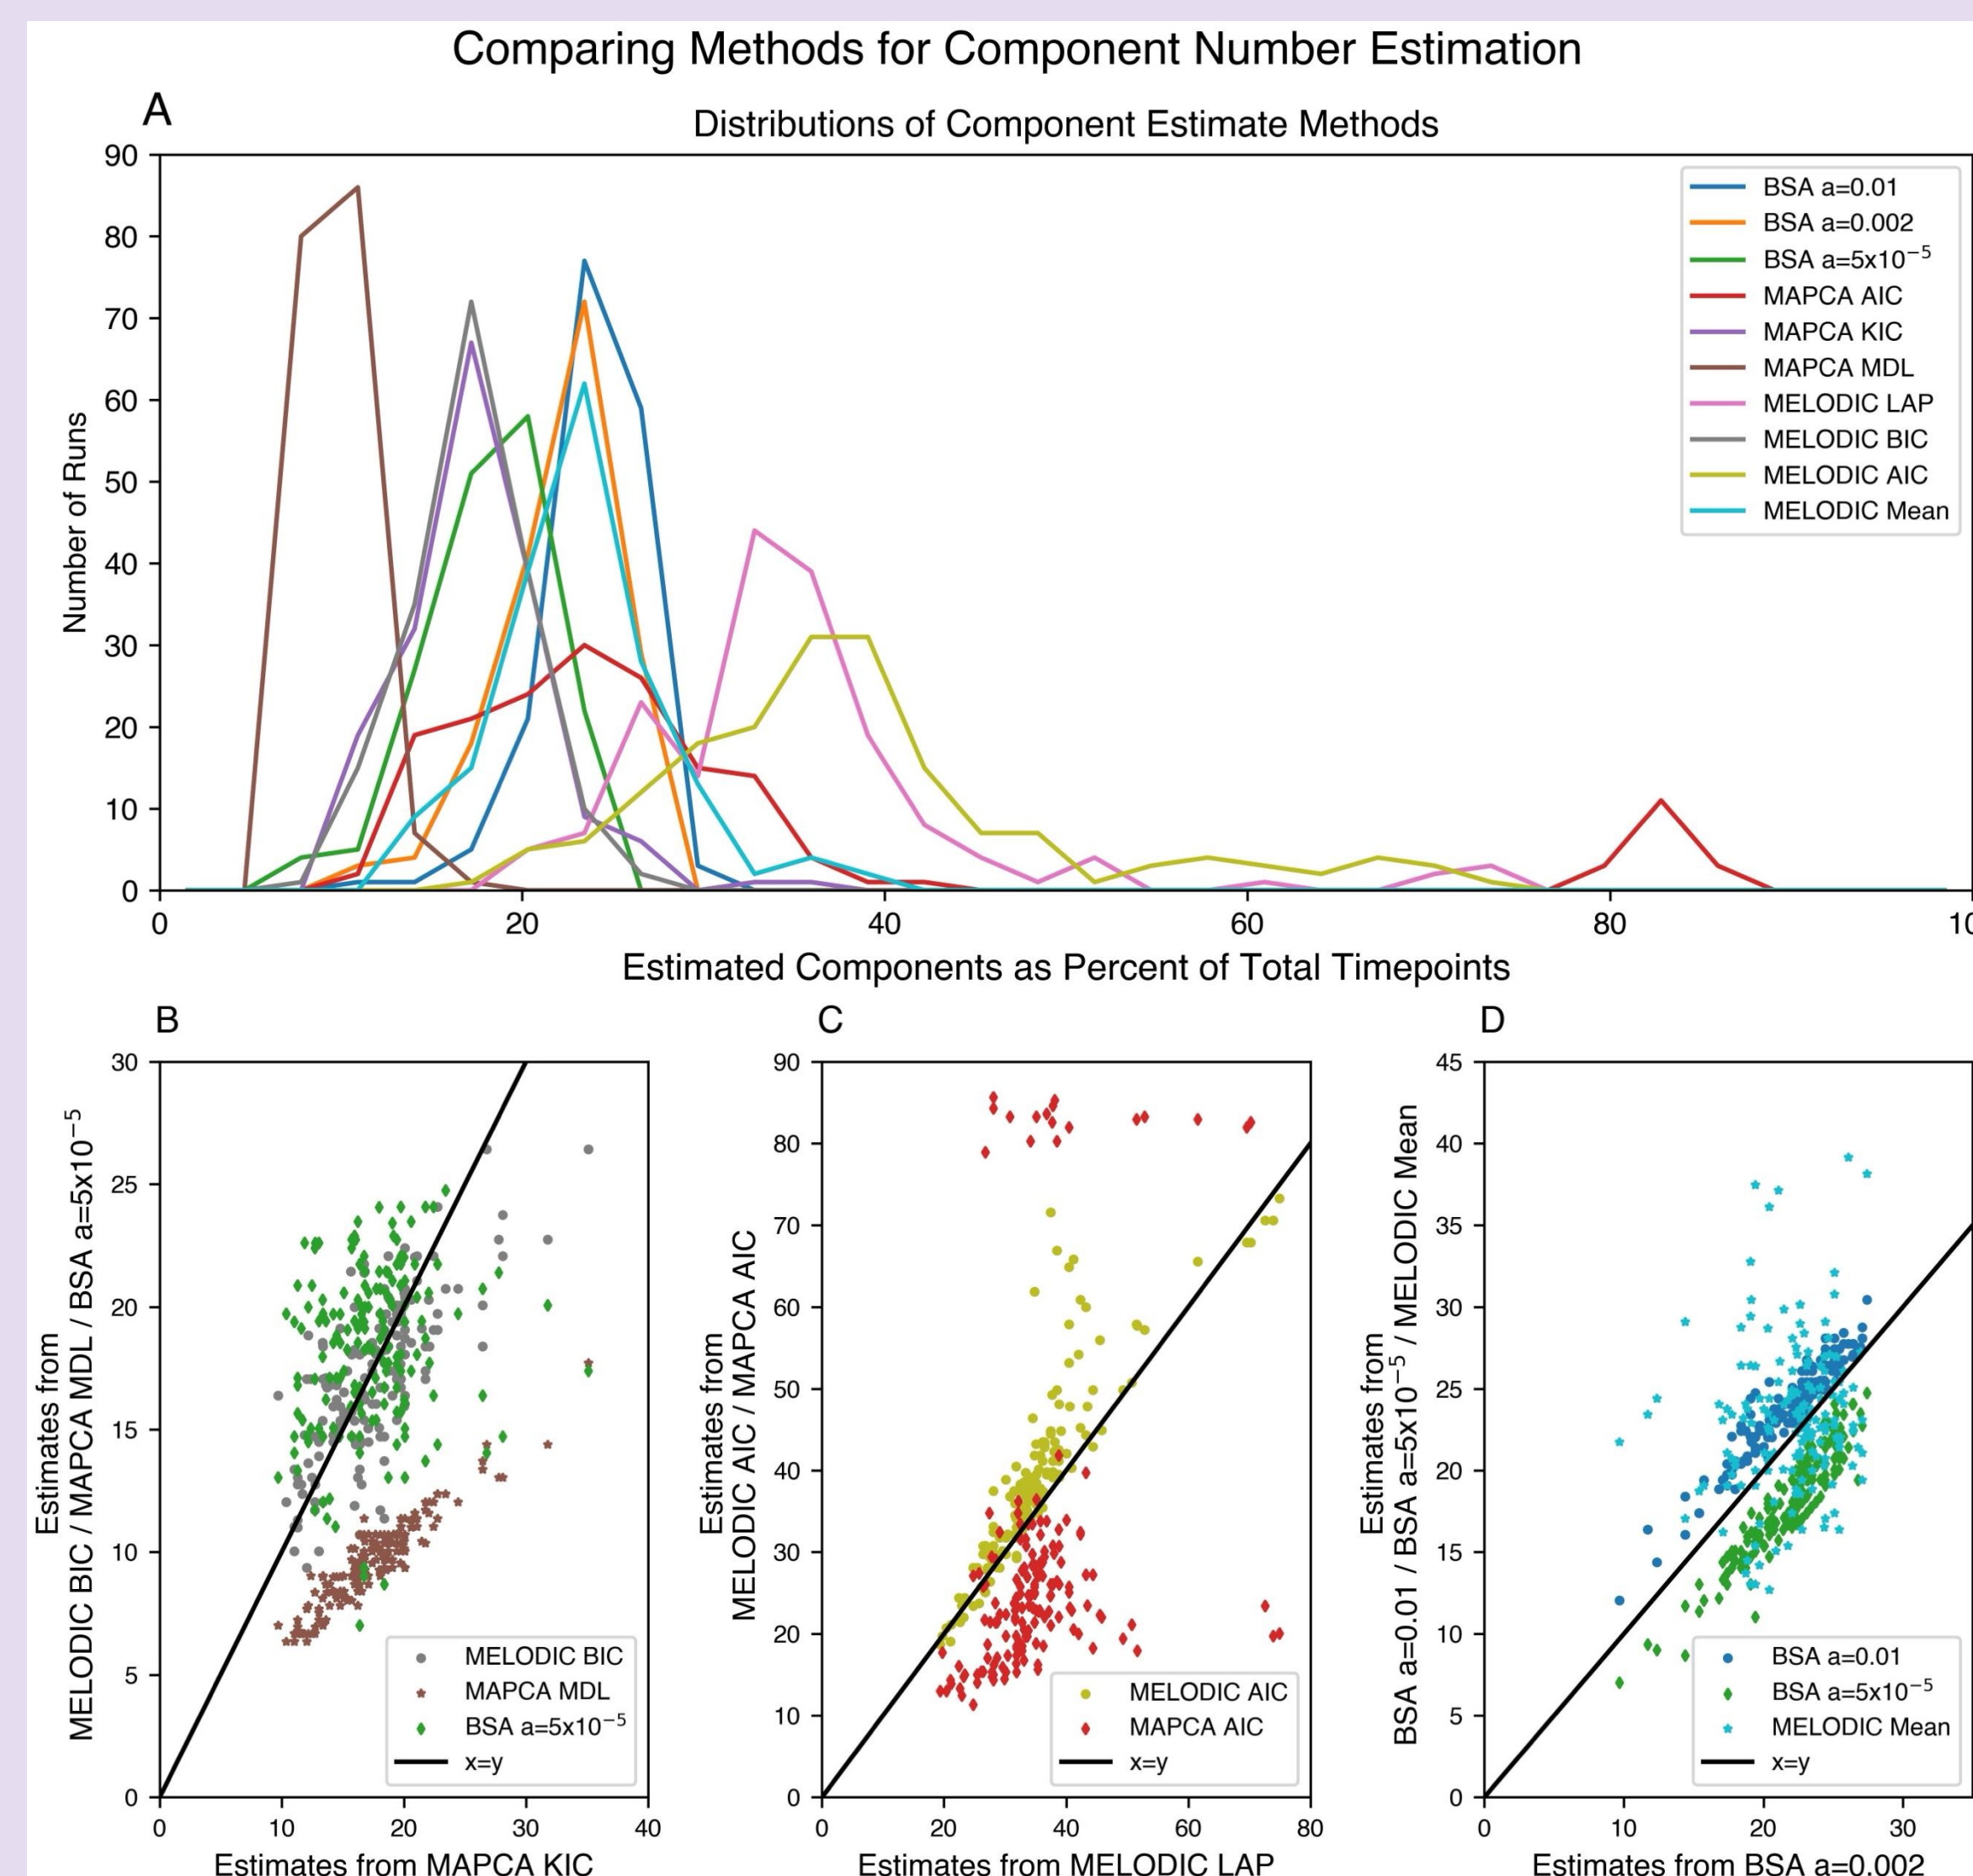 Comparing Methods for Component Number Estimation
A
Distributions of Component Estimate Methods
90
80
70
60
50
40
30
20
10
0
Number of Runs
BSA a=0.01
BSA a=0.002
BSA a=5x10⁻⁵
MAPCA AIC
MAPCA KIC
MAPCA MDL
MELODIC LAP
MELODIC BIC
MELODIC AIC
MELODIC Mean
0 20 40 60 80 10
Estimated Components as Percent of Total Timepoints
B
Estimates from
MELODIC BIC / MAPCA MDL / BSA a=5x10⁻⁵
30
25
20
15
10
5
0
MELODIC BIC
MAPCA MDL
BSA a=5x10⁻⁵
x=y
0 10 20 30 40
Estimates from MAPCA KIC
C
Estimates from
MELODIC AIC / MAPCA AIC
90
80
70
60
50
40
30
20
10
0
MELODIC AIC
MAPCA AIC
x=y
0 20 40 60 80
Estimates from MELODIC LAP
D
Estimates from
BSA a=0.01 / BSA a=5x10⁻⁵ / MELODIC Mean
45
40
35
30
25
20
15
10
5
0
BSA a=0.01
BSA a=5x10⁻⁵
MELODIC Mean
x=y
0 10 20 30
Estimates from BSA a=0.002